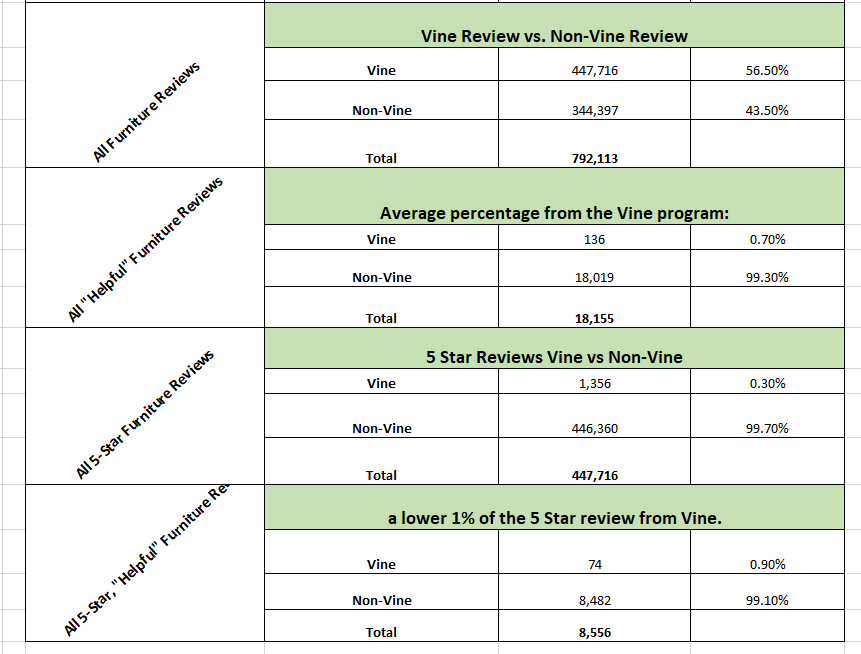 All Furniture Reviews
Vine Review vs. Non-Vine Review
Vine 447,716 56.50%
Non-Vine 344,397 43.50%
Total 792,113
All "Helpful" Furniture Reviews
Average percentage from the Vine program:
Vine 136 0.70%
Non-Vine 18,019 99.30%
Total 18,155
All 5-Star Furniture Reviews
5 Star Reviews Vine vs Non-Vine
Vine 1,356 0.30%
Non-Vine 446,360 99.70%
Total 447,716
All 5-Star, "Helpful" Furniture Re
a lower 1% of the 5 Star review from Vine.
Vine 74 0.90%
Non-Vine 8,482 99.10%
Total 8,556